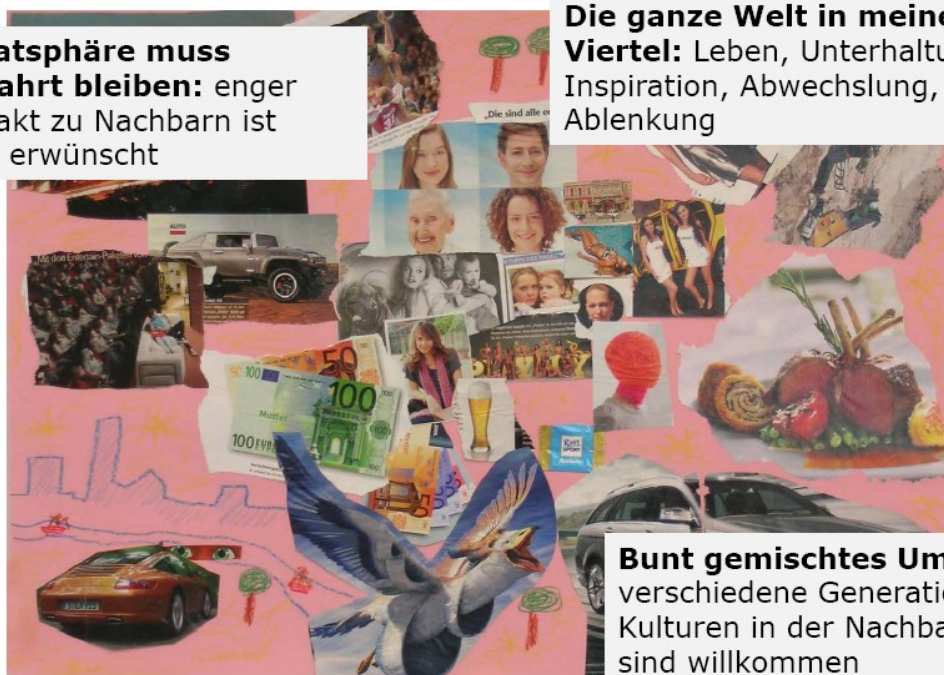 atsphäre muss
ahrt bleiben: enger
akt zu Nachbarn ist
erwünscht
Die ganze Welt in meine
Viertel: Leben, Unterhaltu
Inspiration, Abwechslung,
Ablenkung
„Die sind alle e
AUTO
Mit den Entertain-Paketen
50
100
100
Muster
100 EURO
Bunt gemischtes Um
verschiedene Generati
Kulturen in der Nachba
sind willkommen